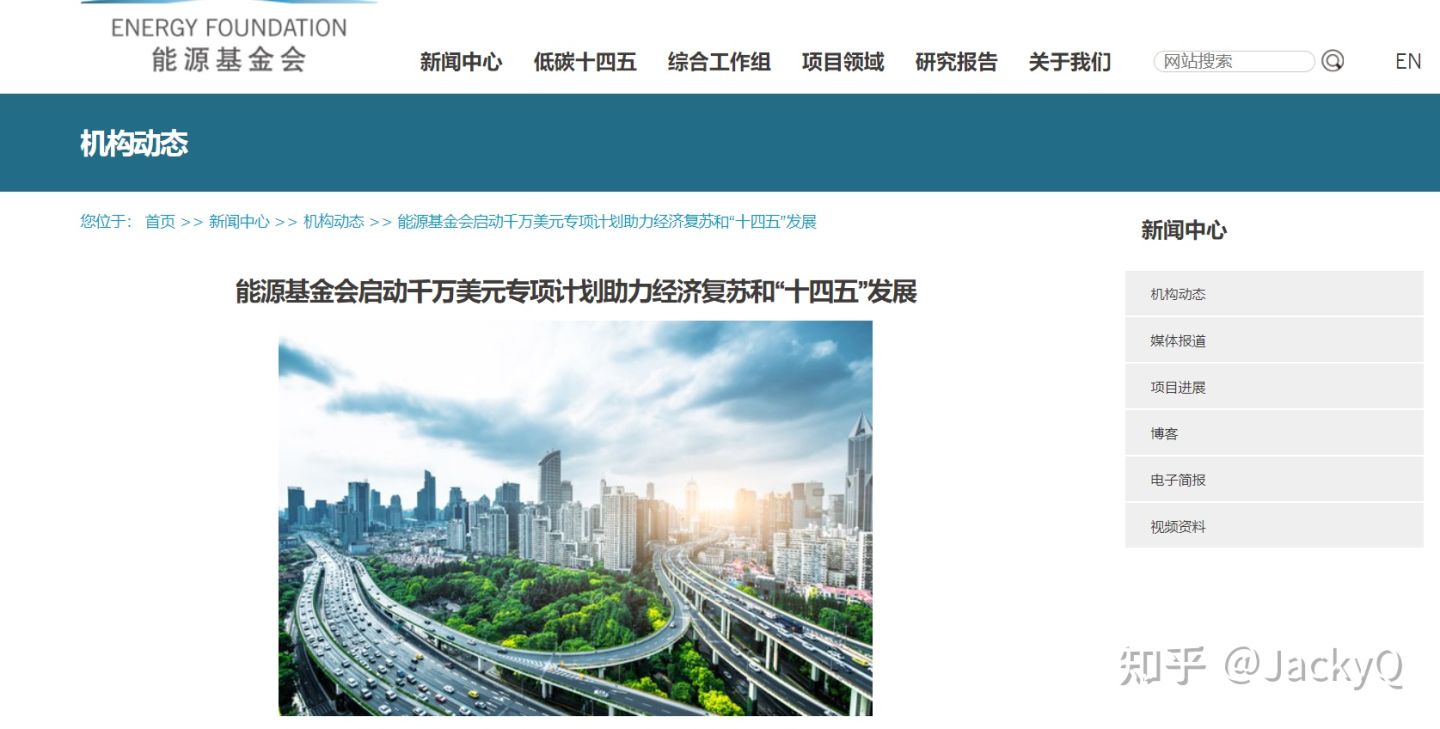 ENERGY FOUNDATION
能源基金会
新闻中心 低碳十四五 综合工作组 项目领域 研究报告 关于我们 网站搜索 EN
机构动态
您位于： 首页 >> 新闻中心 >> 机构动态 >> 能源基金会启动千万美元专项计划助力经济复苏和“十四五”发展
能源基金会启动千万美元专项计划助力经济复苏和“十四五”发展
新闻中心
机构动态
媒体报道
项目进展
博客
电子简报
视频资料
知乎 @JackyQ